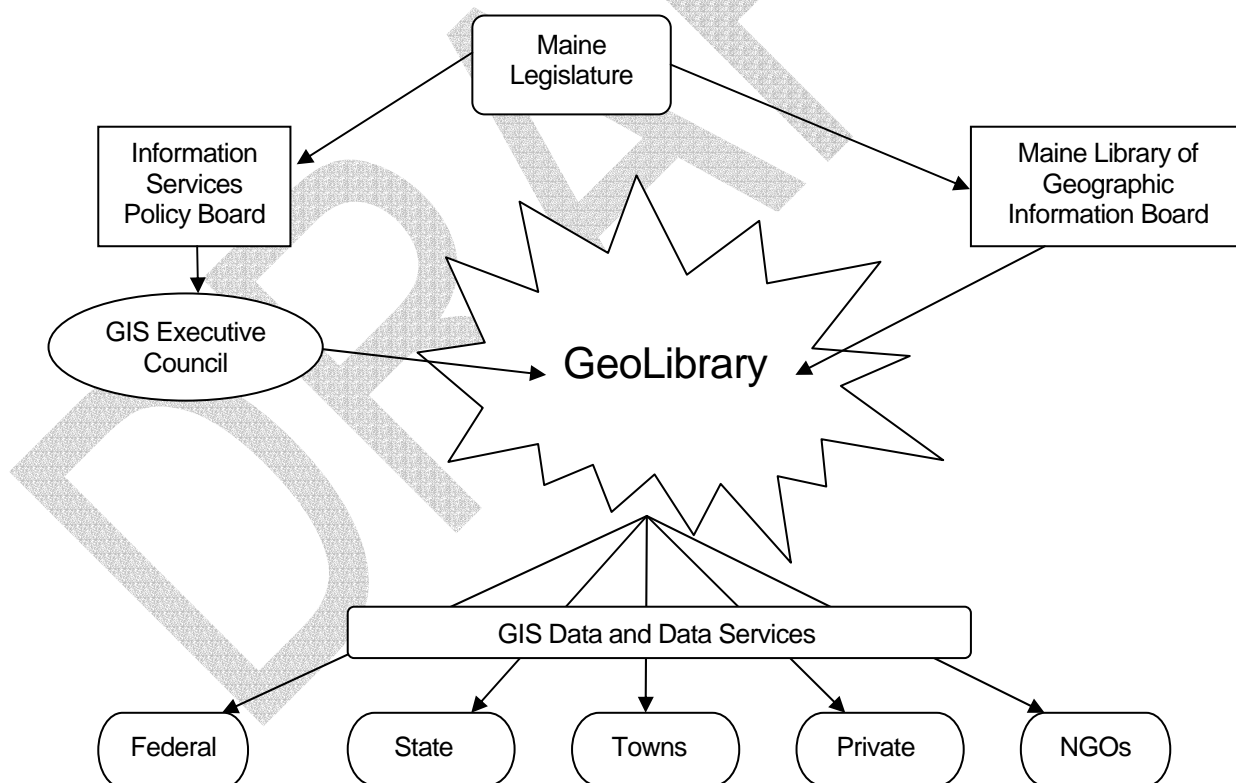 Maine
Legislature
Information
Services
Policy Board
Maine Library of
Geographic
Information Board
GIS Executive
Council
GeoLibrary
GIS Data and Data Services
Federal
State
Towns
Private
NGOs
DRAF